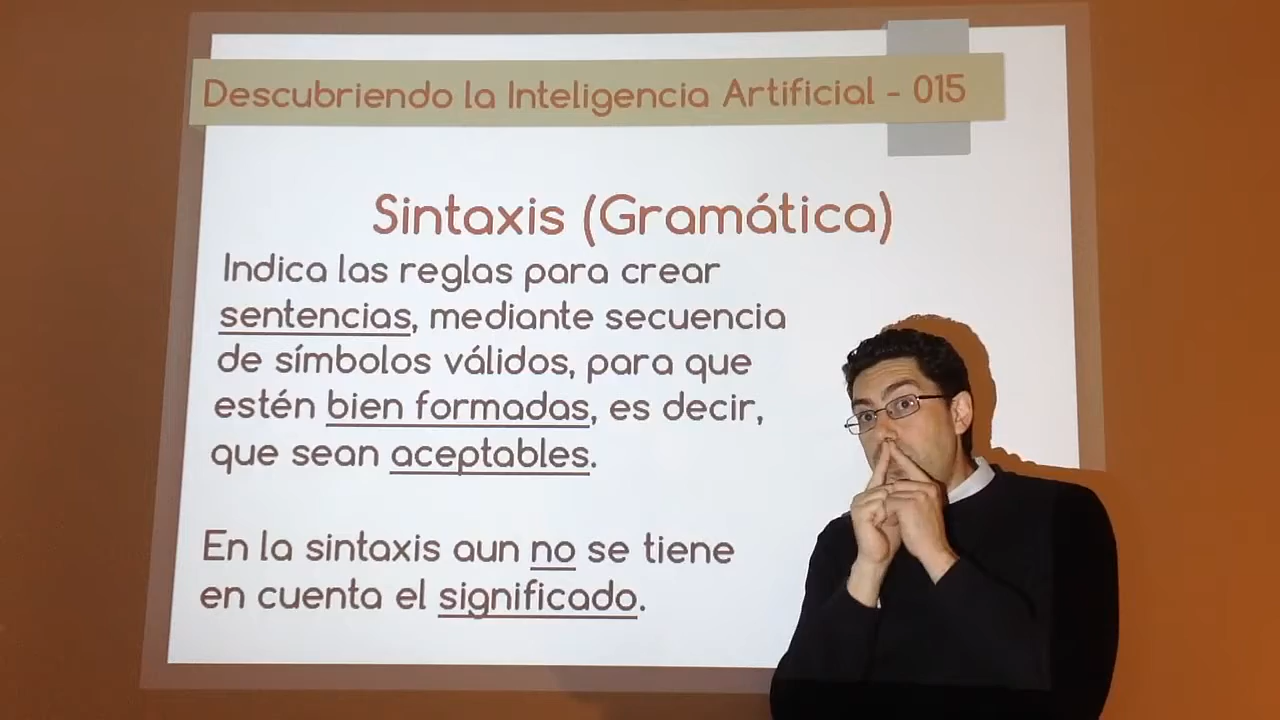 Descubriendo la Inteligencia Artificial - 015
Sintaxis (Gramática)
Indica las reglas para crear
sentencias, mediante secuencia
de símbolos válidos, para que
estén bien formadas, es decir,
que sean aceptables.
En la sintaxis aun no se tiene
en cuenta el significado.